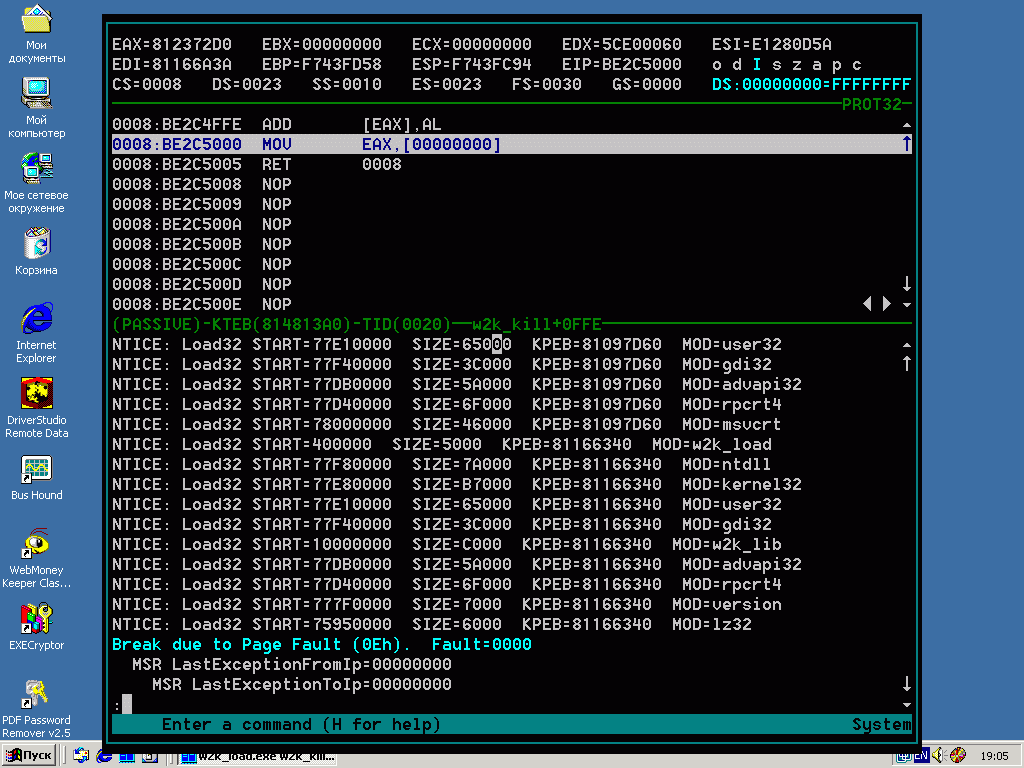 Мои
документы
Мой
компьютер
Мое сетевое
окружение
Корзина
Internet
Explorer
DriverStudio
Remote Data
Bus Hound
WebMoney
Keeper Clas...
EXECryptor
PDF Password
Remover v2.5
EAX=812372D0 EBX=00000000 ECX=00000000 EDX=5CE00060 ESI=E1280D5A
EDI=81166A3A EBP=F743FD58 ESP=F743FC94 EIP=BE2C5000 o d I s z a p c
CS=0008 DS=0023 SS=0010 ES=0023 FS=0030 GS=0000 DS:00000000=FFFFFFFF
PROT32
0008:BE2C4FFE ADD [EAX],AL
0008:BE2C5000 MOV EAX,[00000000]
0008:BE2C5005 RET 0008
0008:BE2C5008 NOP
0008:BE2C5009 NOP
0008:BE2C500A NOP
0008:BE2C500B NOP
0008:BE2C500C NOP
0008:BE2C500D NOP
0008:BE2C500E NOP
(PASSIVE)-KTEB(814813A0)-TID(0020)—w2k_kill+0FFE
NTICE: Load32 START=77E10000 SIZE=65000 KPEB=81097D60 MOD=user32
NTICE: Load32 START=77F40000 SIZE=3C000 KPEB=81097D60 MOD=gdi32
NTICE: Load32 START=77DB0000 SIZE=5A000 KPEB=81097D60 MOD=advapi32
NTICE: Load32 START=77D40000 SIZE=6F000 KPEB=81097D60 MOD=rpcrt4
NTICE: Load32 START=78000000 SIZE=46000 KPEB=81097D60 MOD=msvcrt
NTICE: Load32 START=400000 SIZE=5000 KPEB=81166340 MOD=w2k_load
NTICE: Load32 START=77F80000 SIZE=7A000 KPEB=81166340 MOD=ntdll
NTICE: Load32 START=77E80000 SIZE=B7000 KPEB=81166340 MOD=kernel32
NTICE: Load32 START=77E10000 SIZE=65000 KPEB=81166340 MOD=user32
NTICE: Load32 START=77F40000 SIZE=3C000 KPEB=81166340 MOD=gdi32
NTICE: Load32 START=10000000 SIZE=C000 KPEB=81166340 MOD=w2k_lib
NTICE: Load32 START=77DB0000 SIZE=5A000 KPEB=81166340 MOD=advapi32
NTICE: Load32 START=77D40000 SIZE=6F000 KPEB=81166340 MOD=rpcrt4
NTICE: Load32 START=777F0000 SIZE=7000 KPEB=81166340 MOD=version
NTICE: Load32 START=75950000 SIZE=6000 KPEB=81166340 MOD=lz32
Break due to Page Fault (0Eh). Fault=0000
MSR LastExceptionFromIp=00000000
MSR LastExceptionToIp=00000000
:
Enter a command (H for help) System
Пуск w2k_load.exe w2k_kil... EN 19:05